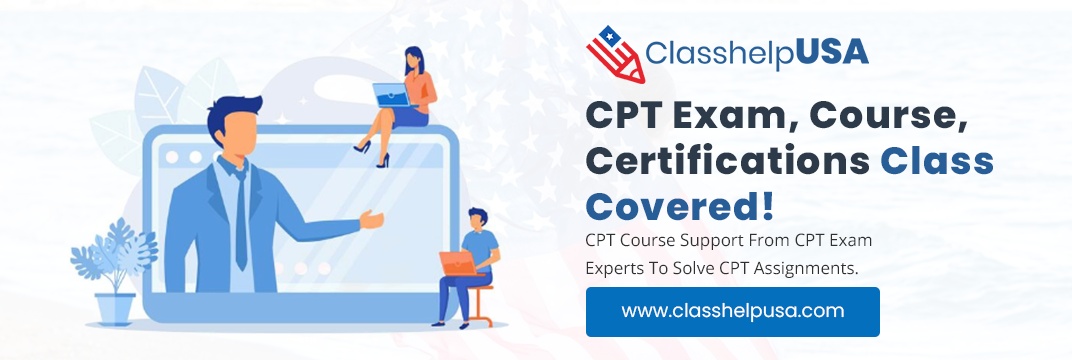 ClasshelpUSA
CPT Exam, Course,
Certifications Class
Covered!
CPT Course Support From CPT Exam
Experts To Solve CPT Assignments.
www.classhelpusa.com